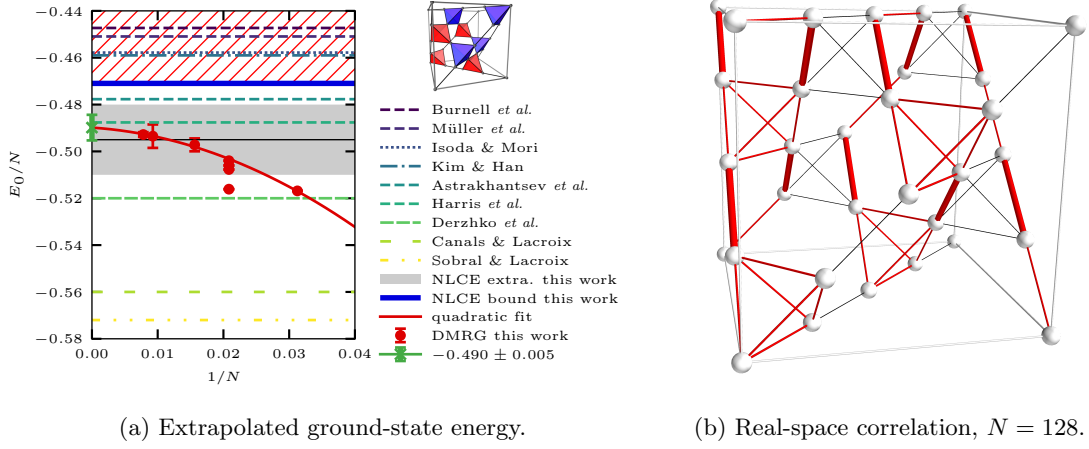 −0.44
−0.46
−0.48
−0.50
−0.52
−0.54
−0.56
−0.58
E₀/N
0.00 0.01 0.02 0.03 0.04
1/N
Burnell et al.
Müller et al.
Isoda & Mori
Kim & Han
Astrakhantsev et al.
Harris et al.
Derzhko et al.
Canals & Lacroix
Sobral & Lacroix
NLCE extra. this work
NLCE bound this work
quadratic fit
DMRG this work
−0.490 ± 0.005
(a) Extrapolated ground-state energy.
(b) Real-space correlation, N = 128.